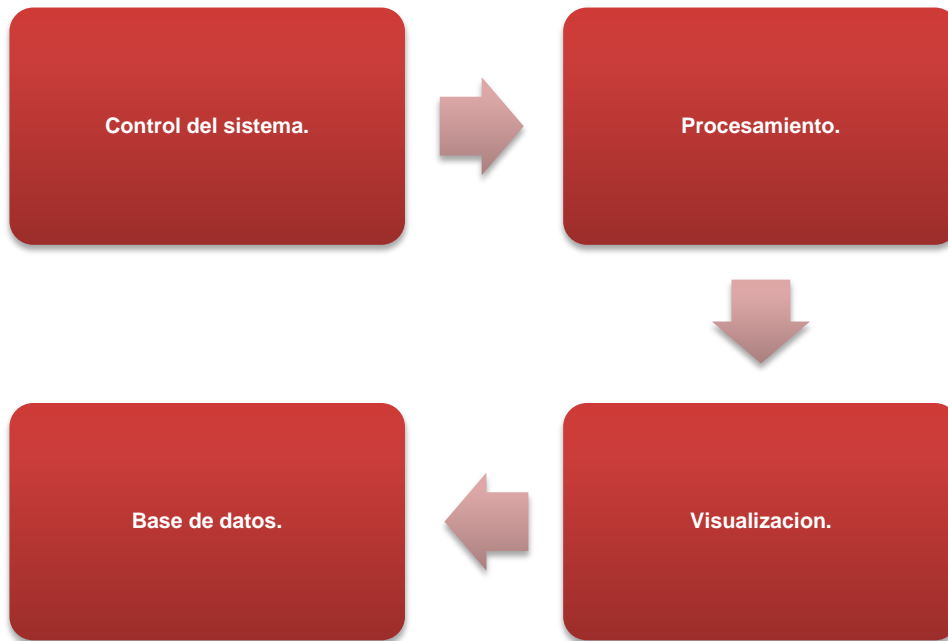 Control del sistema.
Procesamiento.
Visualizacion.
Base de datos.